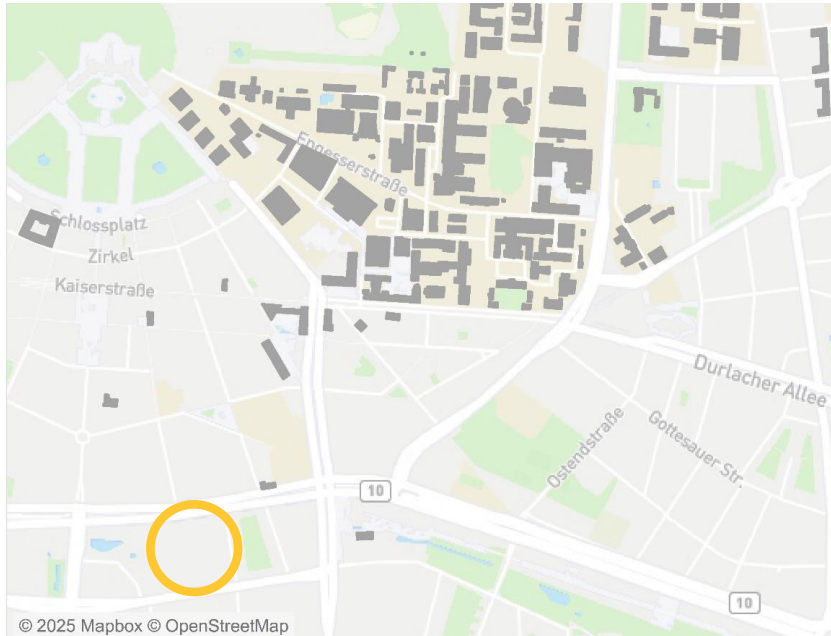 Engesserstraße
Schlossplatz
Zirkel
Kaiserstraße
Durlacher Allee
Gottesauer Str.
Ostendstraße
10
10
© 2025 Mapbox © OpenStreetMap